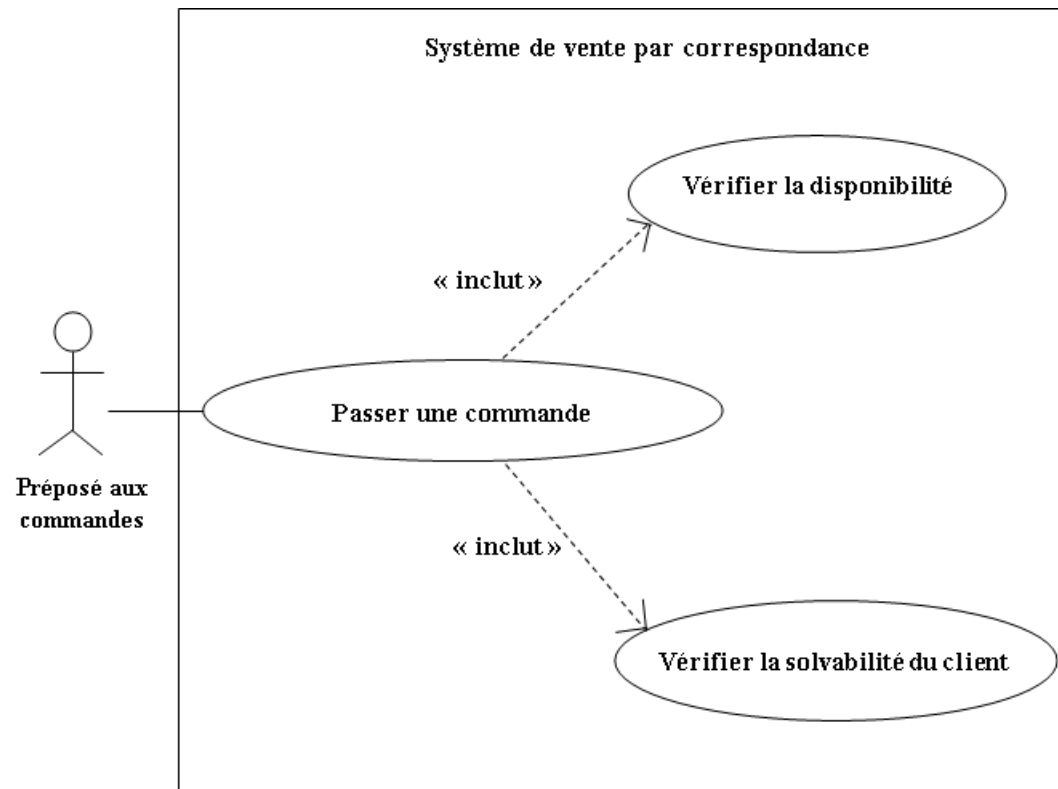 Système de vente par correspondance
Vérifier la disponibilité
« inclut »
Passer une commande
Préposé aux
commandes
« inclut »
Vérifier la solvabilité du client